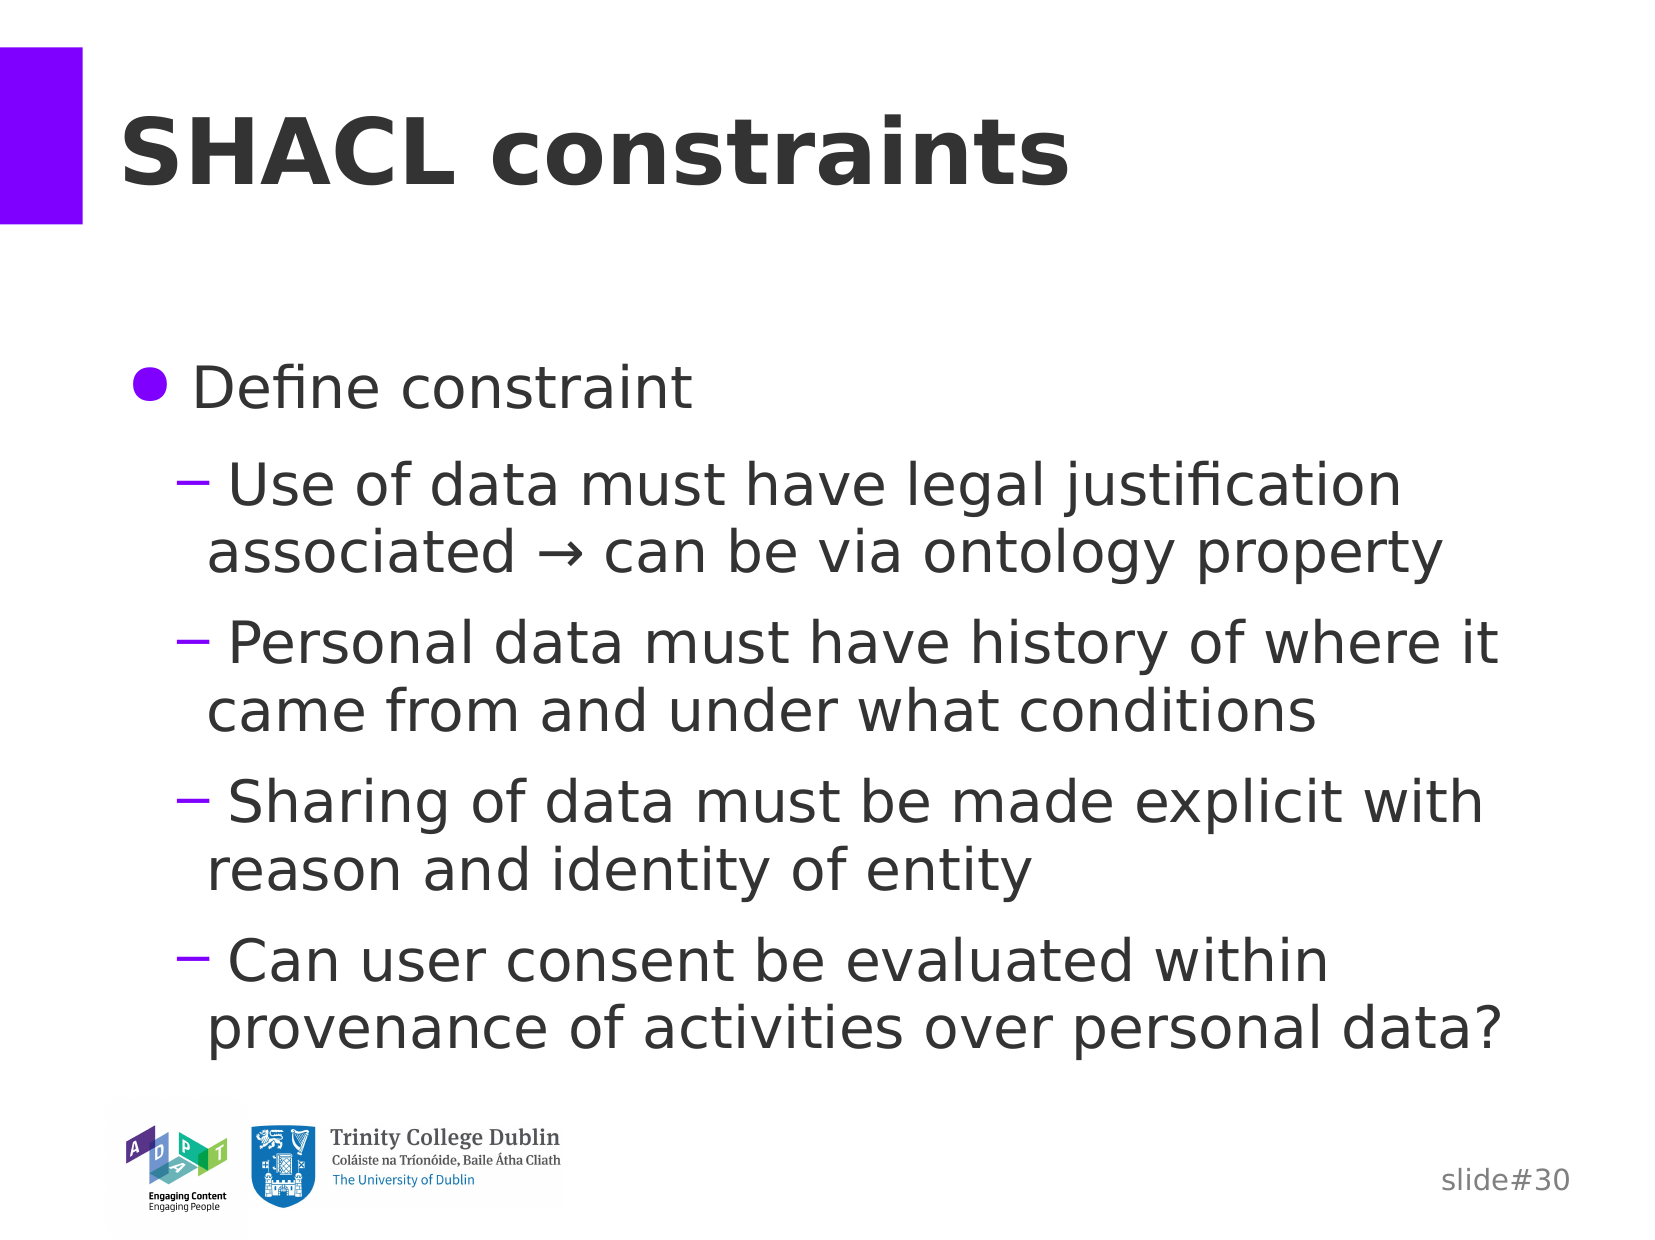 SHACL constraints
● Define constraint
– Use of data must have legal justification
associated → can be via ontology property
– Personal data must have history of where it
came from and under what conditions
– Sharing of data must be made explicit with
reason and identity of entity
– Can user consent be evaluated within
provenance of activities over personal data?
ADAPT
Engaging Content
Engaging People
Trinity College Dublin
Coláiste na Tríonóide, Baile Átha Cliath
The University of Dublin
slide#30